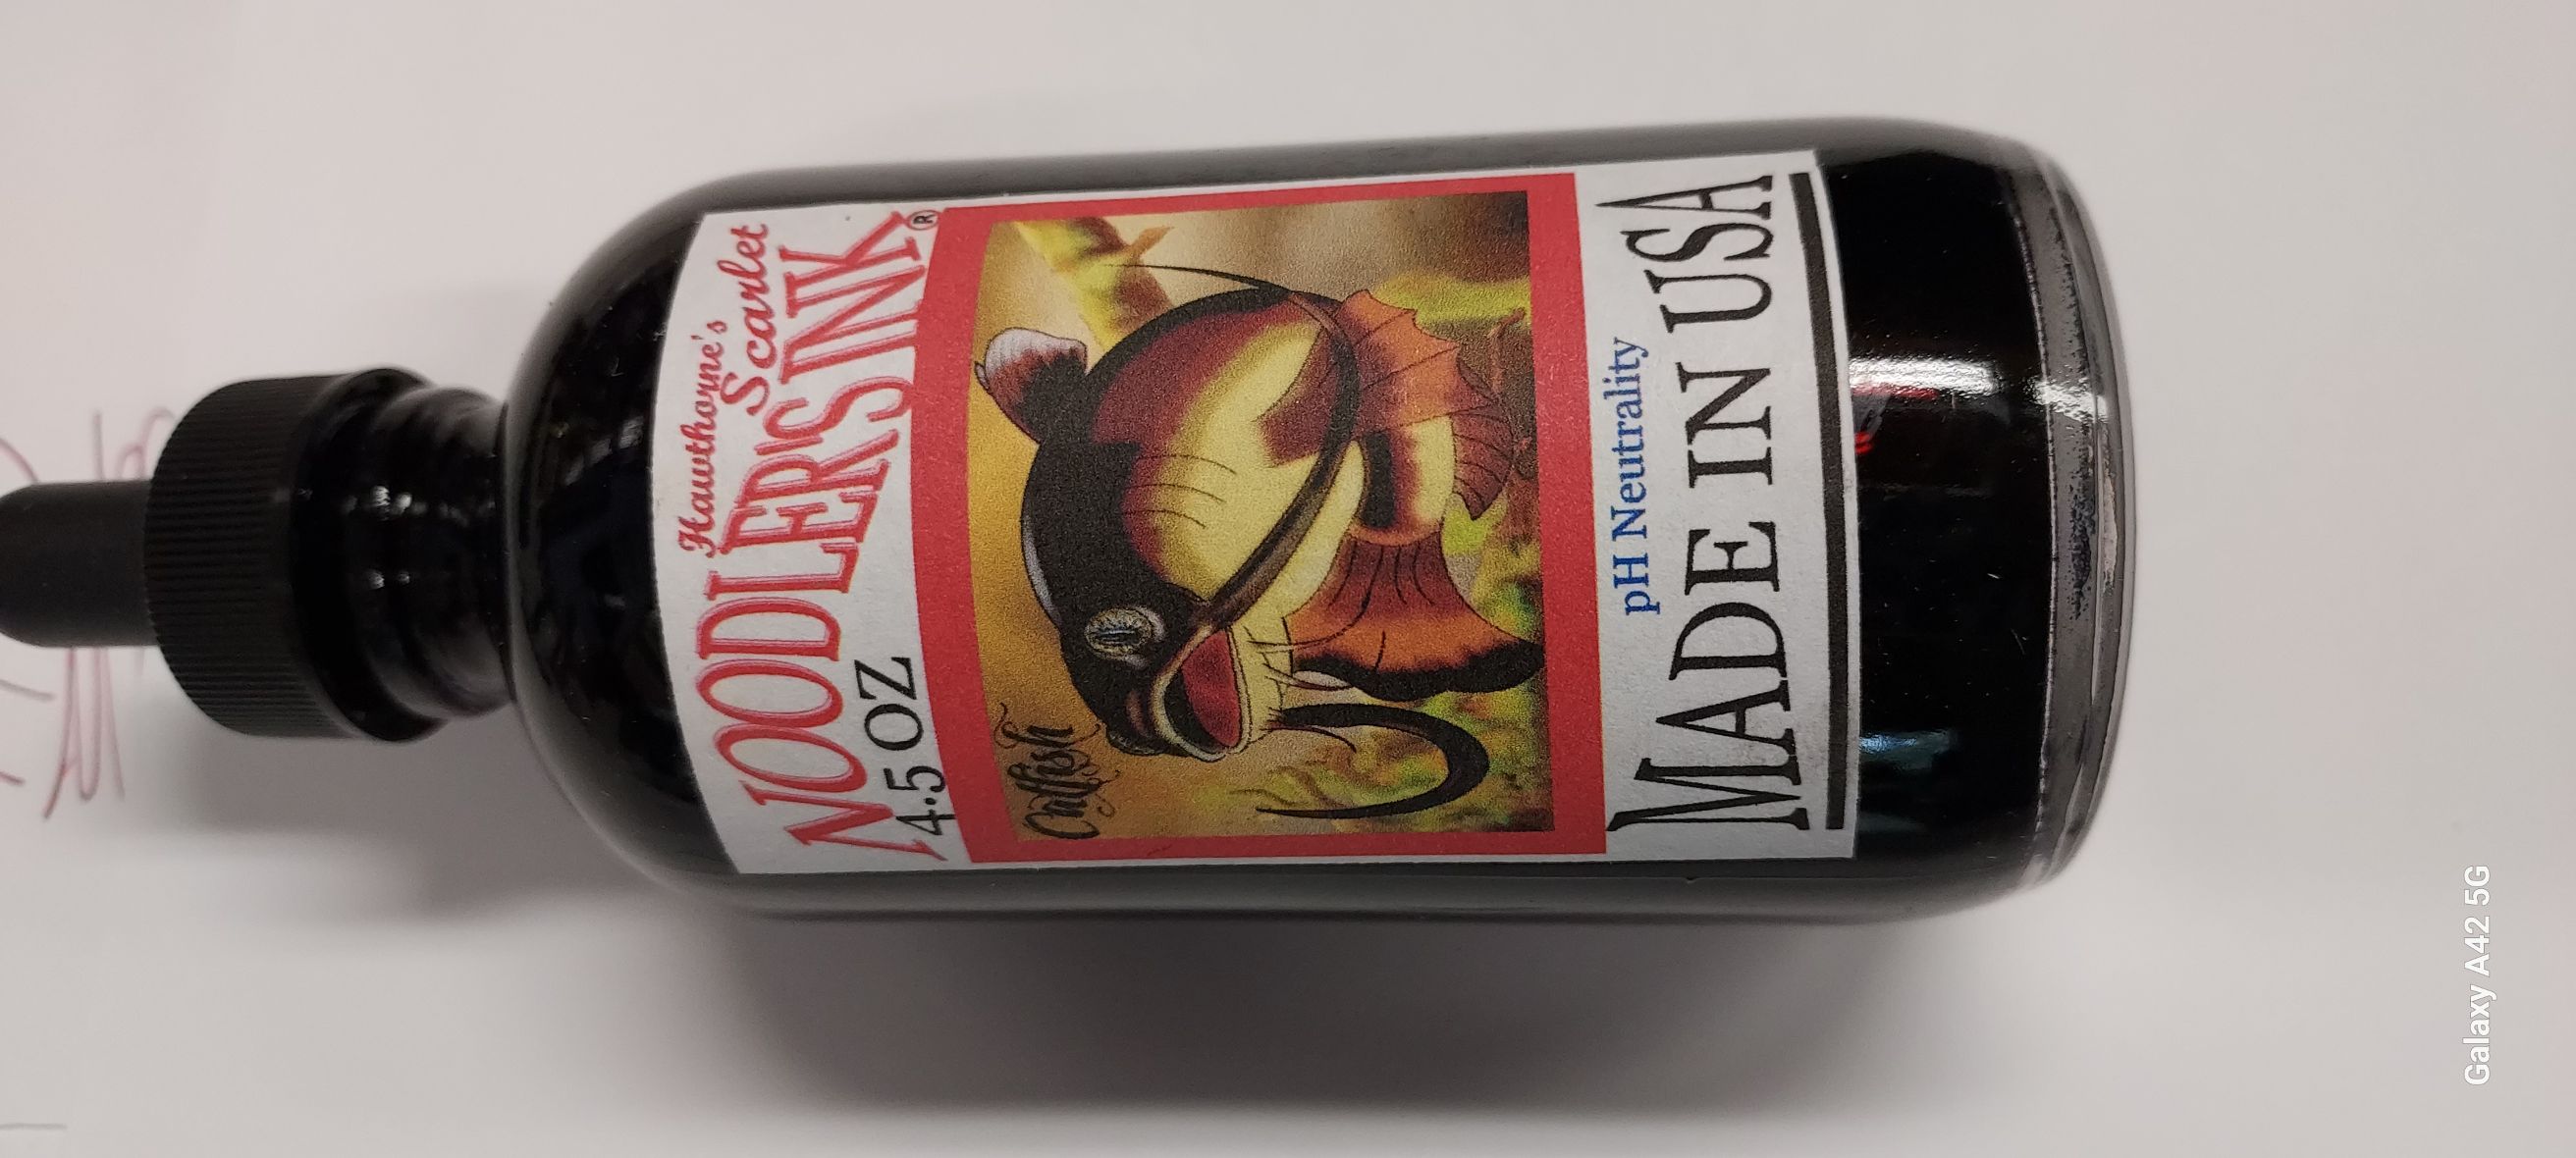 Hawthorne's
Scarlet
NOODLER'S INK®
4.5 OZ
Catfish
pH Neutrality
MADE IN USA
Galaxy A42 5G